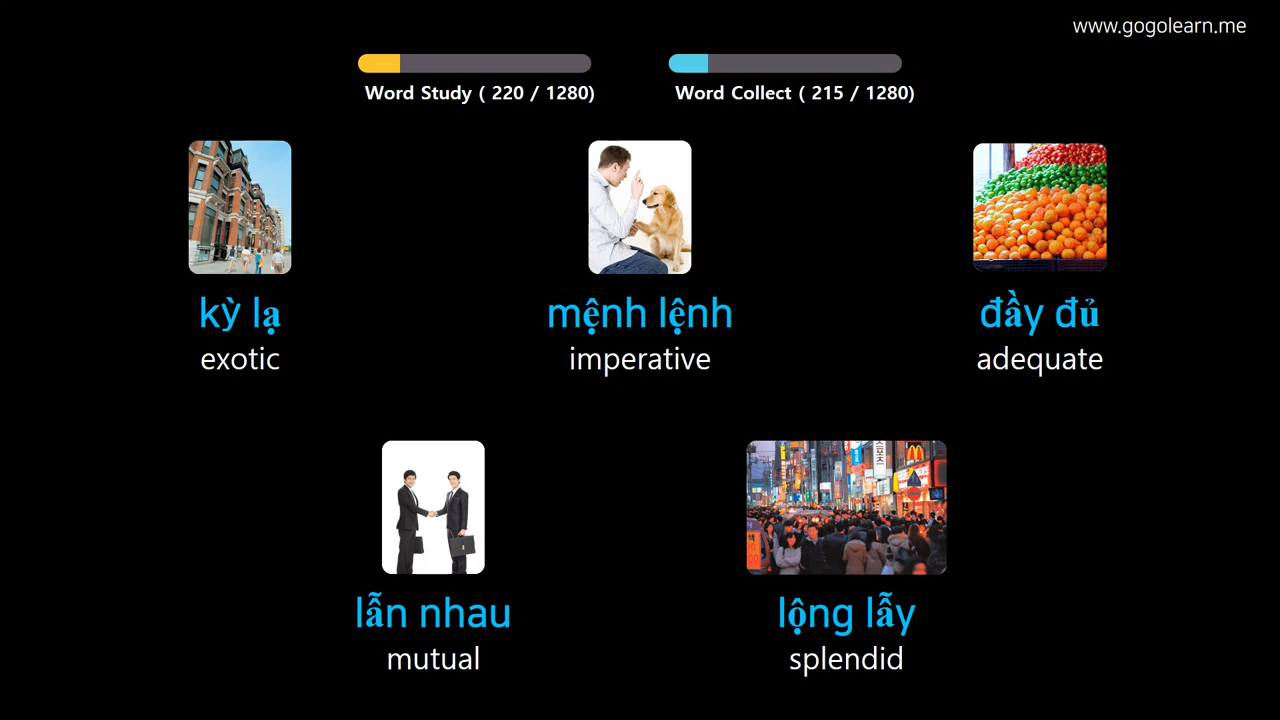 www.gogolearn.me
Word Study ( 220 / 1280)
Word Collect ( 215 / 1280)
kỳ lạ
exotic
mệnh lệnh
imperative
đầy đủ
adequate
lẫn nhau
mutual
lộng lẫy
splendid